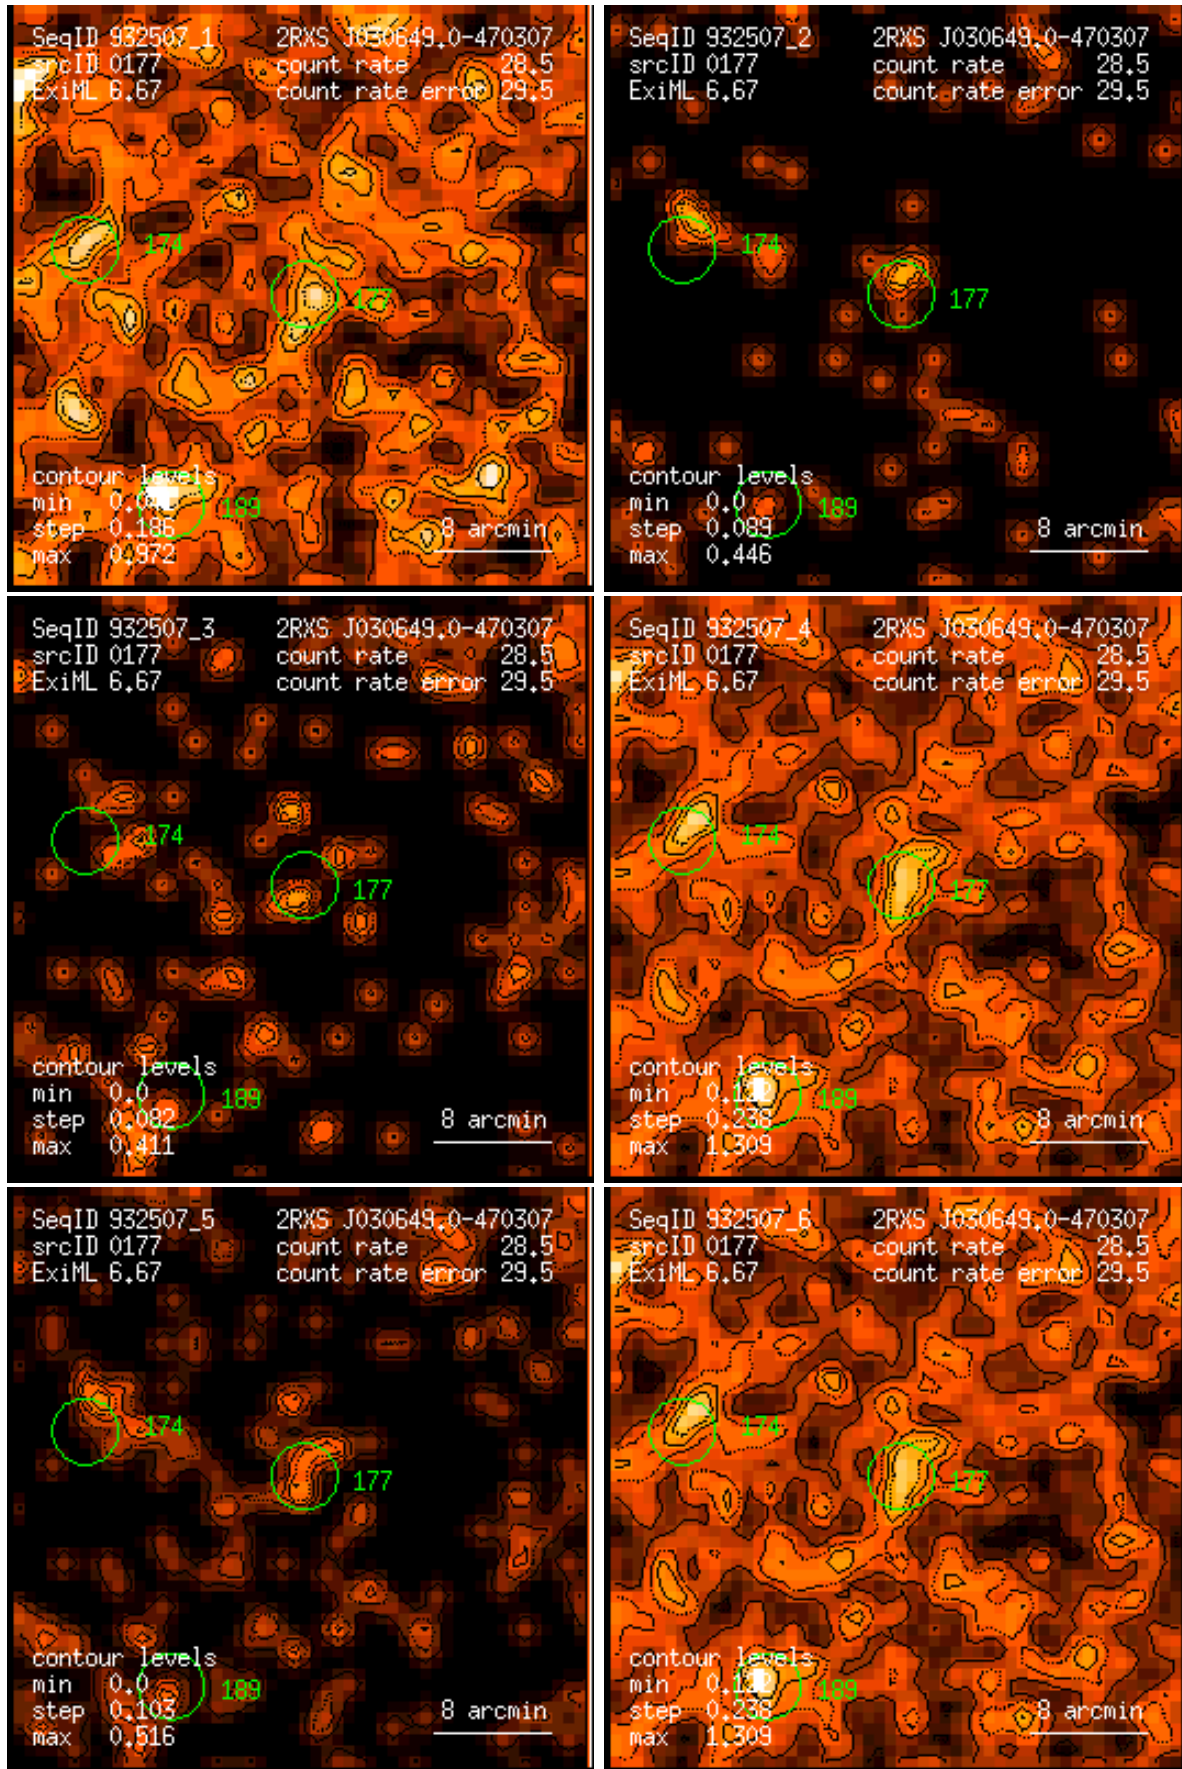 SeqID 932507_1 2RXS J030649.0-470307
srcID 0177 count rate 28.5
ExiML 6.67 count rate error 29.5
174
177
contour levels
min
189
step 0.186
8 arcmin
max 0.972
SeqID 932507_2 2RXS J030649.0-470307
srcID 0177 count rate 28.5
ExiML 6.67 count rate error 29.5
174
177
contour levels
min 0.0
189
step 0.089
8 arcmin
max 0.446
SeqID 932507_3 2RXS J030649.0-470307
srcID 0177 count rate 28.5
ExiML 6.67 count rate error 29.5
174
177
contour levels
min 0.0
189
step 0.082
8 arcmin
max 0.411
SeqID 932507_4 2RXS J030649.0-470307
srcID 0177 count rate 28.5
ExiML 6.67 count rate error 29.5
174
177
contour levels
min
189
step 0.238
8 arcmin
max 1.309
SeqID 932507_5 2RXS J030649.0-470307
srcID 0177 count rate 28.5
ExiML 6.67 count rate error 29.5
174
177
contour levels
min 0.0
189
step 0.103
8 arcmin
max 0.516
SeqID 932507_6 2RXS J030649.0-470307
srcID 0177 count rate 28.5
ExiML 6.67 count rate error 29.5
174
177
contour levels
min
189
step 0.238
8 arcmin
max 1.309